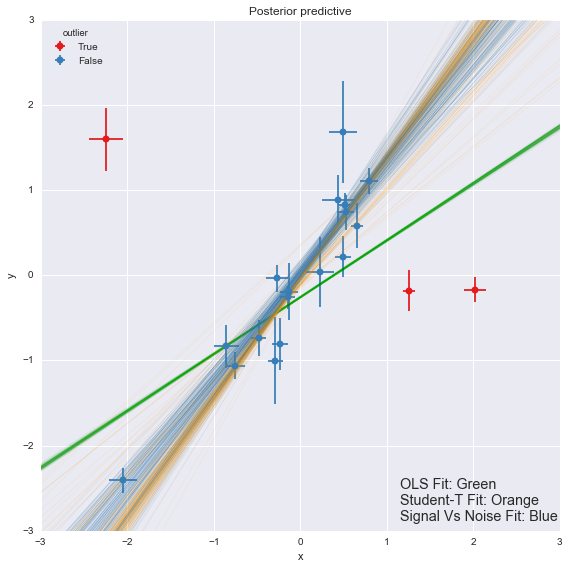 Posterior predictive
outlier
True
False
3
2
1
0
−1
−2
−3
y
−3
−2
−1
0
1
2
3
x
OLS Fit: Green
Student-T Fit: Orange
Signal Vs Noise Fit: Blue